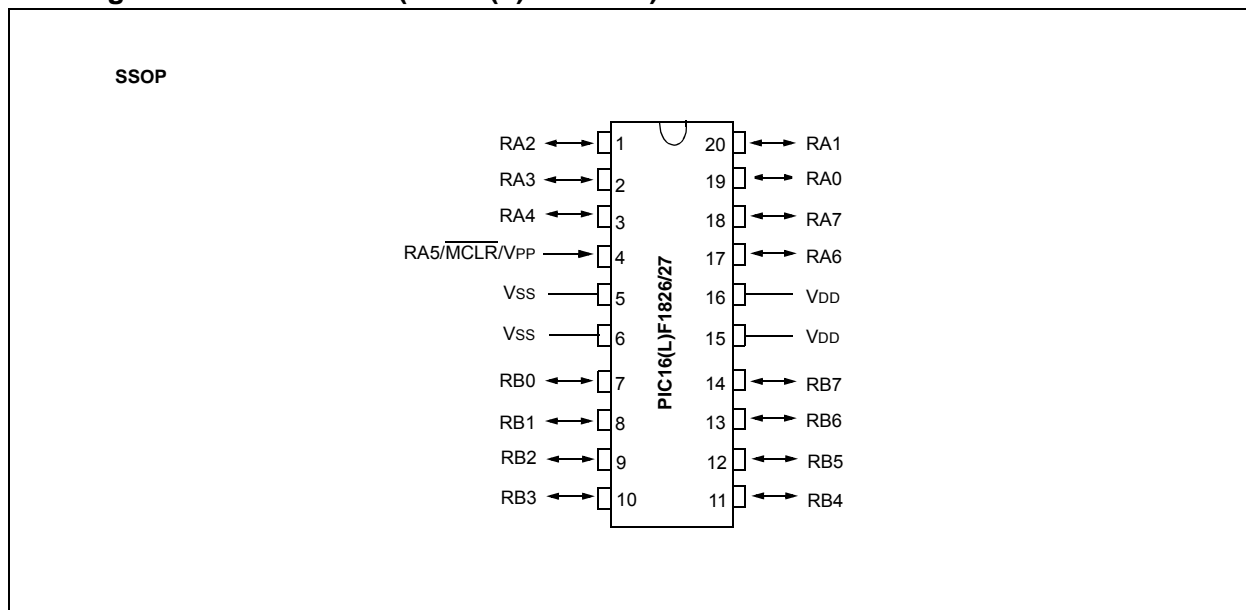 SSOP
RA2 1 20 RA1
RA3 2 19 RA0
RA4 3 18 RA7
RA5/MCLR/VPP 4 17 RA6
VSS 5 16 VDD
VSS 6 15 VDD
RB0 7 14 RB7
RB1 8 13 RB6
RB2 9 12 RB5
RB3 10 11 RB4
PIC16(L)F1826/27